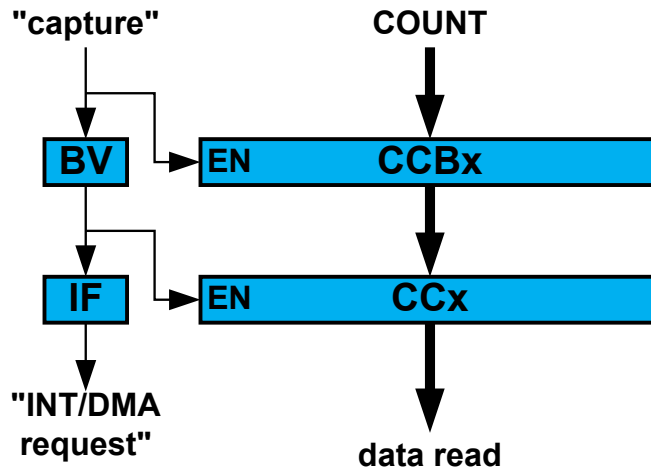 "capture"
COUNT
BV
EN
CCBx
IF
EN
CCx
"INT/DMA
request"
data read